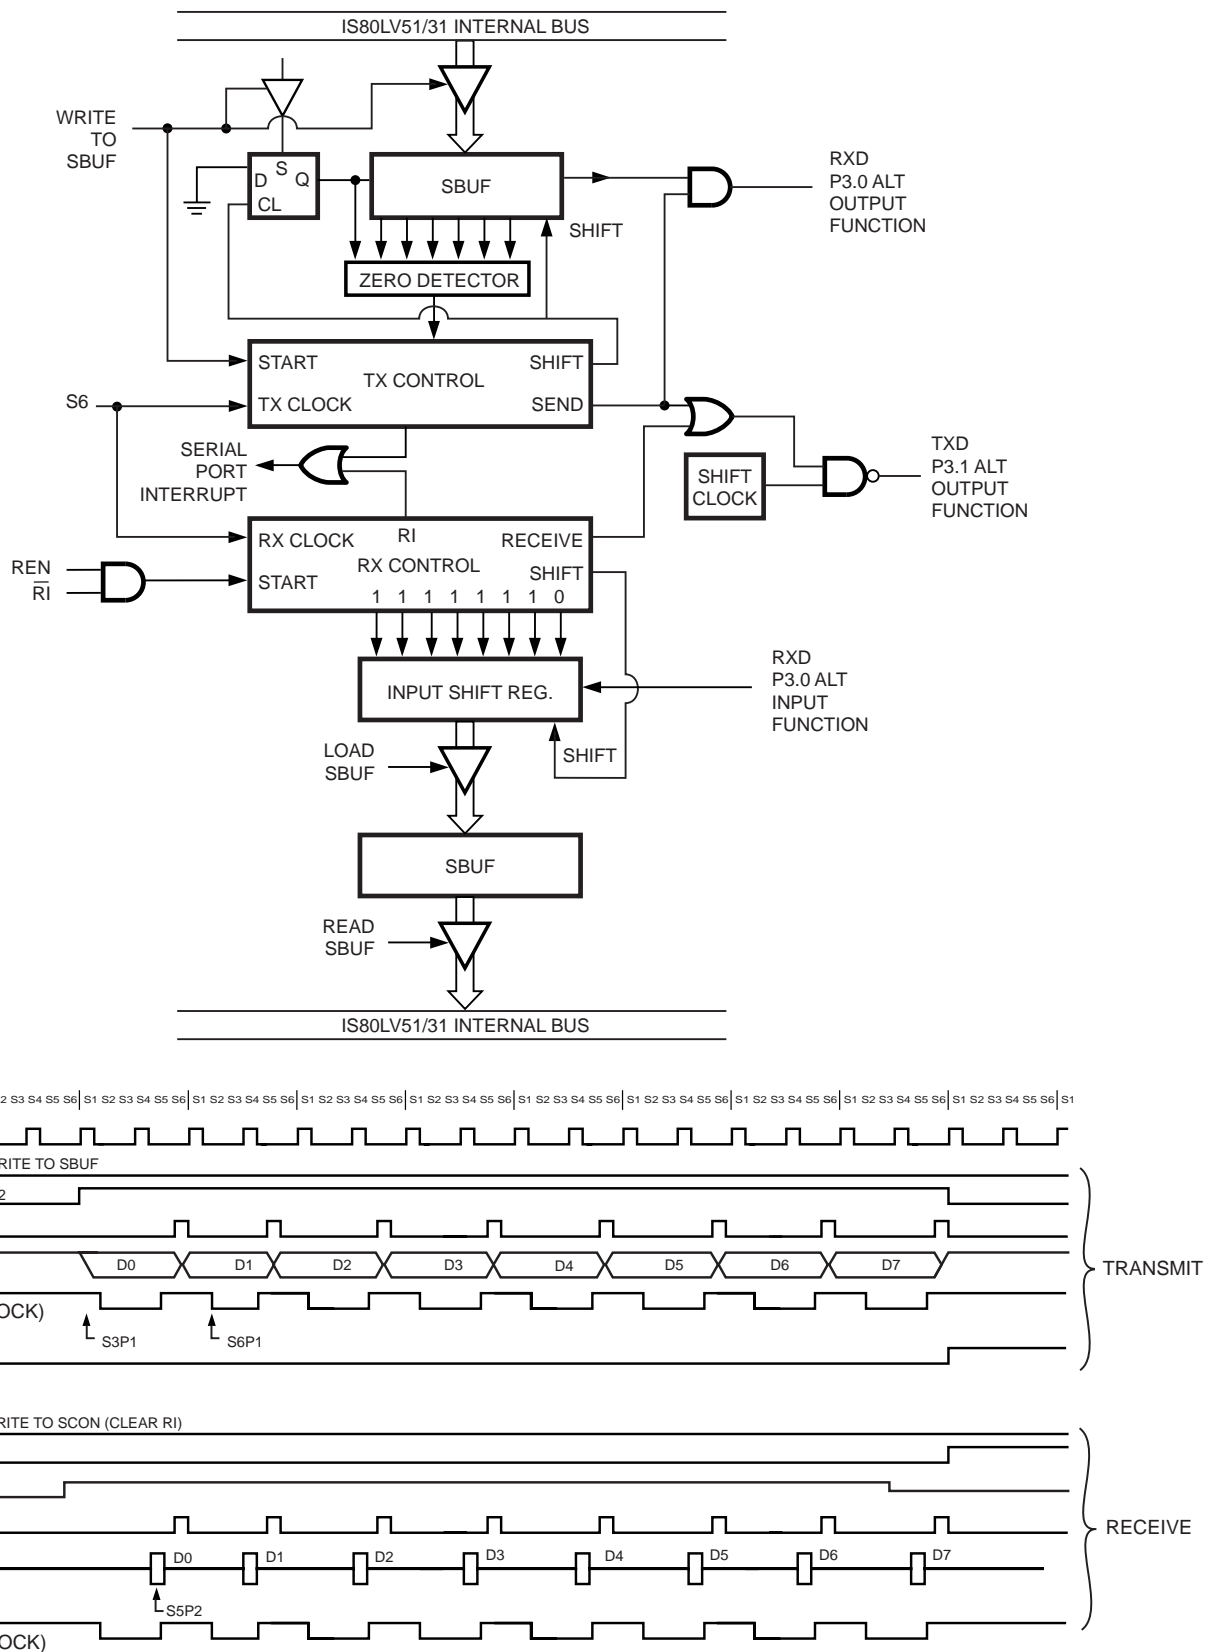 IS80LV51/31 INTERNAL BUS
WRITE
TO
SBUF
D S Q
CL
SBUF
SHIFT
RXD
P3.0 ALT
OUTPUT
FUNCTION
ZERO DETECTOR
START
SHIFT
TX CONTROL
S6
TX CLOCK
SEND
SERIAL
PORT
INTERRUPT
SHIFT
CLOCK
TXD
P3.1 ALT
OUTPUT
FUNCTION
RX CLOCK
RI
RECEIVE
RX CONTROL
REN
RI
START
SHIFT
1 1 1 1 1 1 1 0
INPUT SHIFT REG.
RXD
P3.0 ALT
INPUT
FUNCTION
LOAD
SBUF
SHIFT
SBUF
READ
SBUF
IS80LV51/31 INTERNAL BUS
2 S3 S4 S5 S6 S1 S2 S3 S4 S5 S6 S1 S2 S3 S4 S5 S6 S1 S2 S3 S4 S5 S6 S1 S2 S3 S4 S5 S6 S1 S2 S3 S4 S5 S6 S1 S2 S3 S4 S5 S6 S1 S2 S3 S4 S5 S6 S1 S2 S3 S4 S5 S6 S1 S2 S3 S4 S5 S6 S1
RITE TO SBUF
2
D0 D1 D2 D3 D4 D5 D6 D7
TRANSMIT
OCK)
S3P1 S6P1
RITE TO SCON (CLEAR RI)
RECEIVE
D0 D1 D2 D3 D4 D5 D6 D7
S5P2
OCK)